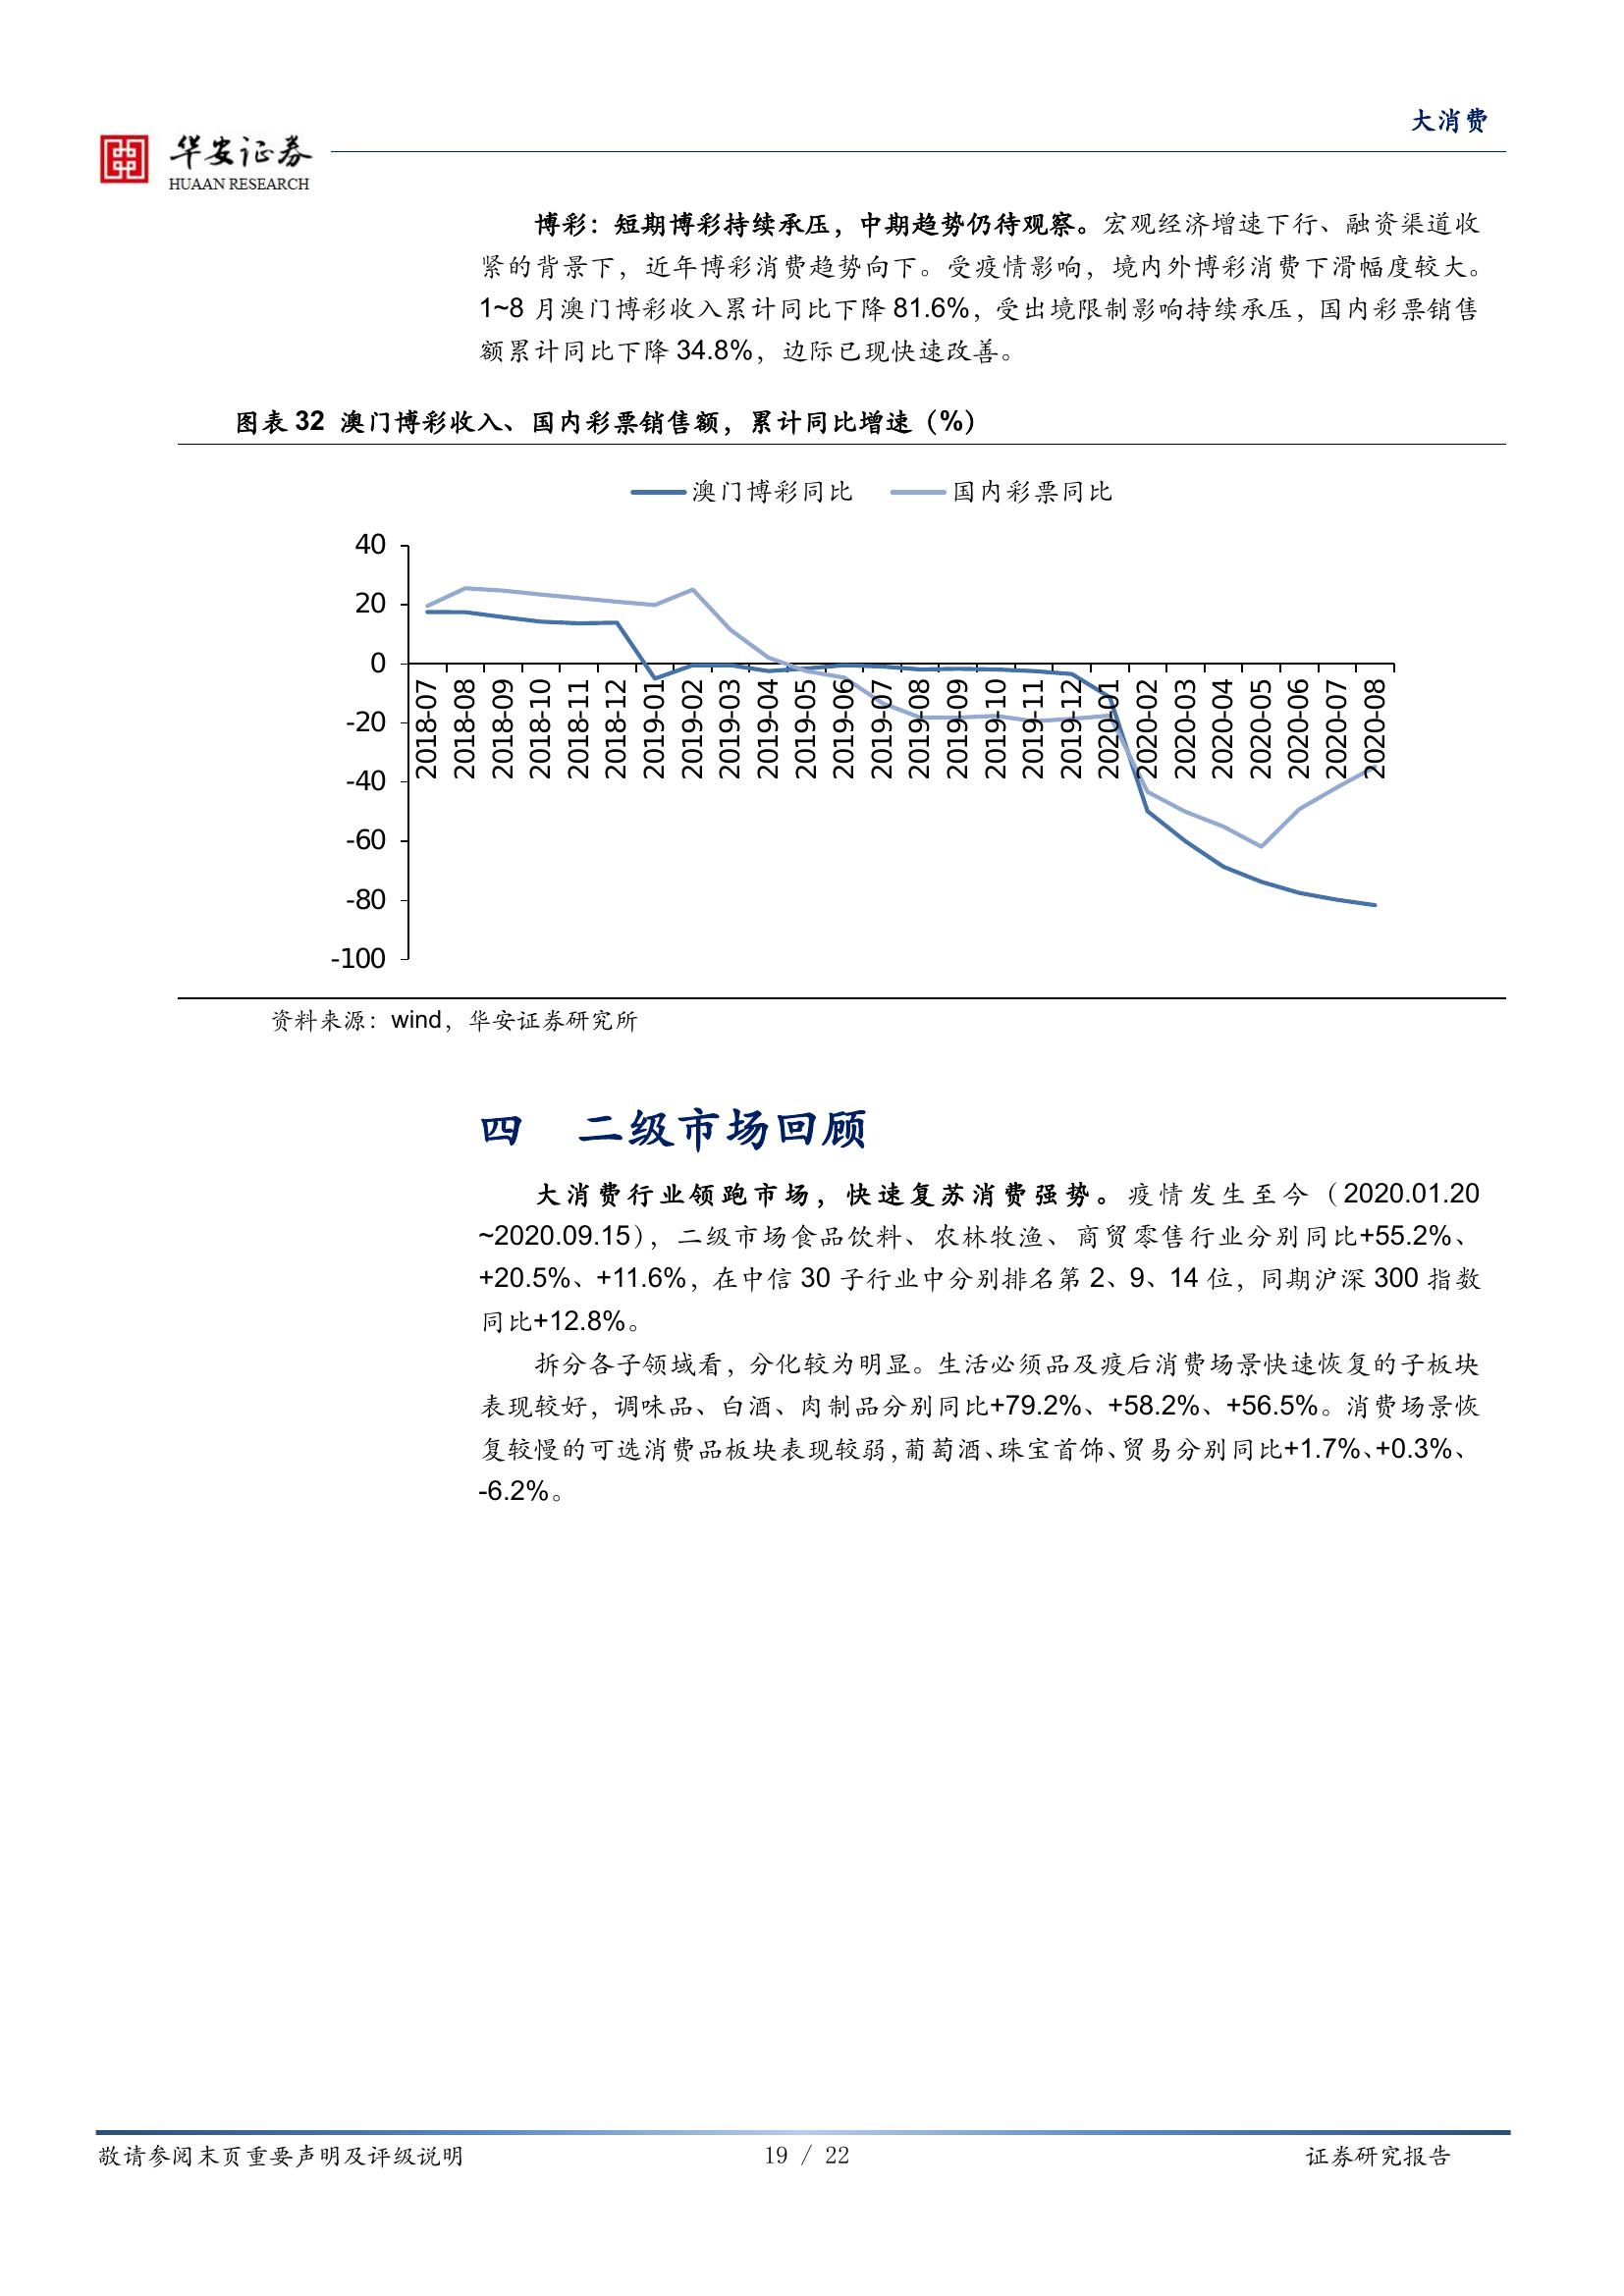 大消费
华安证券
HUAAN RESEARCH
博彩：短期博彩持续承压，中期趋势仍待观察。宏观经济增速下行、融资渠道收
紧的背景下，近年博彩消费趋势向下。受疫情影响，境内外博彩消费下滑幅度较大。
1~8 月澳门博彩收入累计同比下降 81.6%，受出境限制影响持续承压，国内彩票销售
额累计同比下降 34.8%，边际已现快速改善。
图表 32 澳门博彩收入、国内彩票销售额，累计同比增速（%）
澳门博彩同比 国内彩票同比
40
20
0
-20
-40
-60
-80
-100
2018-07
2018-08
2018-09
2018-10
2018-11
2018-12
2019-01
2019-02
2019-03
2019-04
2019-05
2019-06
2019-07
2019-08
2019-09
2019-10
2019-11
2019-12
2020-01
2020-02
2020-03
2020-04
2020-05
2020-06
2020-07
2020-08
资料来源：wind，华安证券研究所
四 二级市场回顾
大消费行业领跑市场，快速复苏消费强势。疫情发生至今（2020.01.20
~2020.09.15），二级市场食品饮料、农林牧渔、商贸零售行业分别同比+55.2%、
+20.5%、+11.6%，在中信 30 子行业中分别排名第 2、9、14 位，同期沪深 300 指数
同比+12.8%。
拆分各子领域看，分化较为明显。生活必须品及疫后消费场景快速恢复的子板块
表现较好，调味品、白酒、肉制品分别同比+79.2%、+58.2%、+56.5%。消费场景恢
复较慢的可选消费品板块表现较弱，葡萄酒、珠宝首饰、贸易分别同比+1.7%、+0.3%、
-6.2%。
敬请参阅末页重要声明及评级说明 19 / 22 证券研究报告